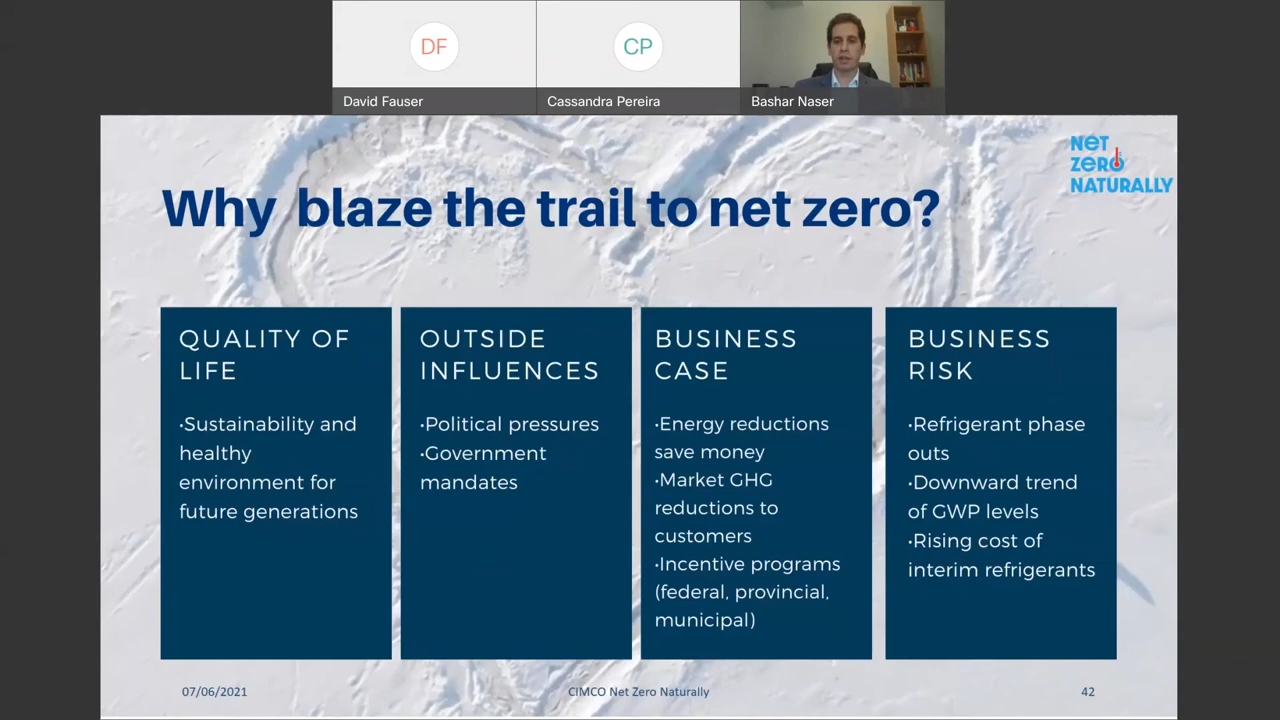 DF
CP
David Fauser
Cassandra Pereira
Bashar Naser
NET
ZERO
NATURALLY
Why blaze the trail to net zero?
QUALITY OF
LIFE
•Sustainability and
healthy
environment for
future generations
OUTSIDE
INFLUENCES
•Political pressures
•Government
mandates
BUSINESS
CASE
•Energy reductions
save money
•Market GHG
reductions to
customers
•Incentive programs
(federal, provincial,
municipal)
BUSINESS
RISK
•Refrigerant phase
outs
•Downward trend
of GWP levels
•Rising cost of
interim refrigerants
07/06/2021
CIMCO Net Zero Naturally
42